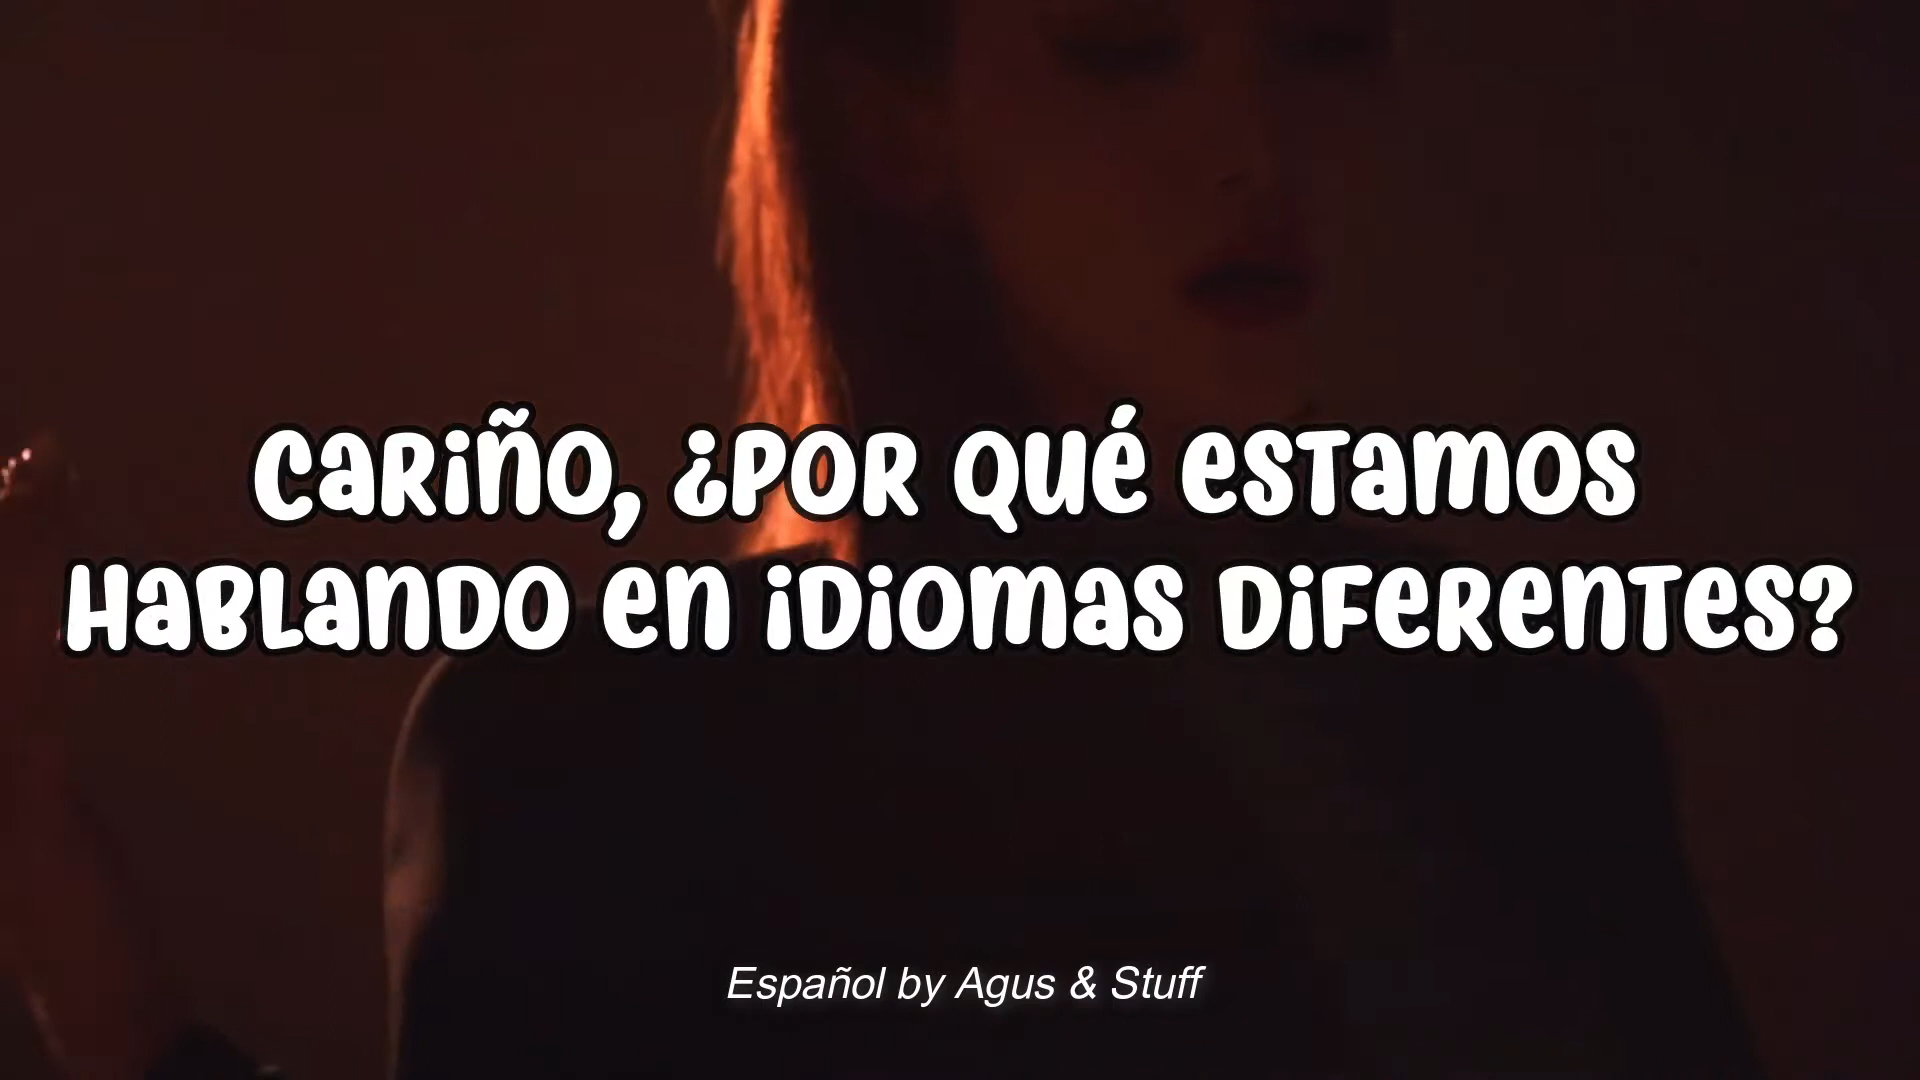 Cariño, ¿por qué estamos
hablando en idiomas diferentes?
Español by Agus & Stuff